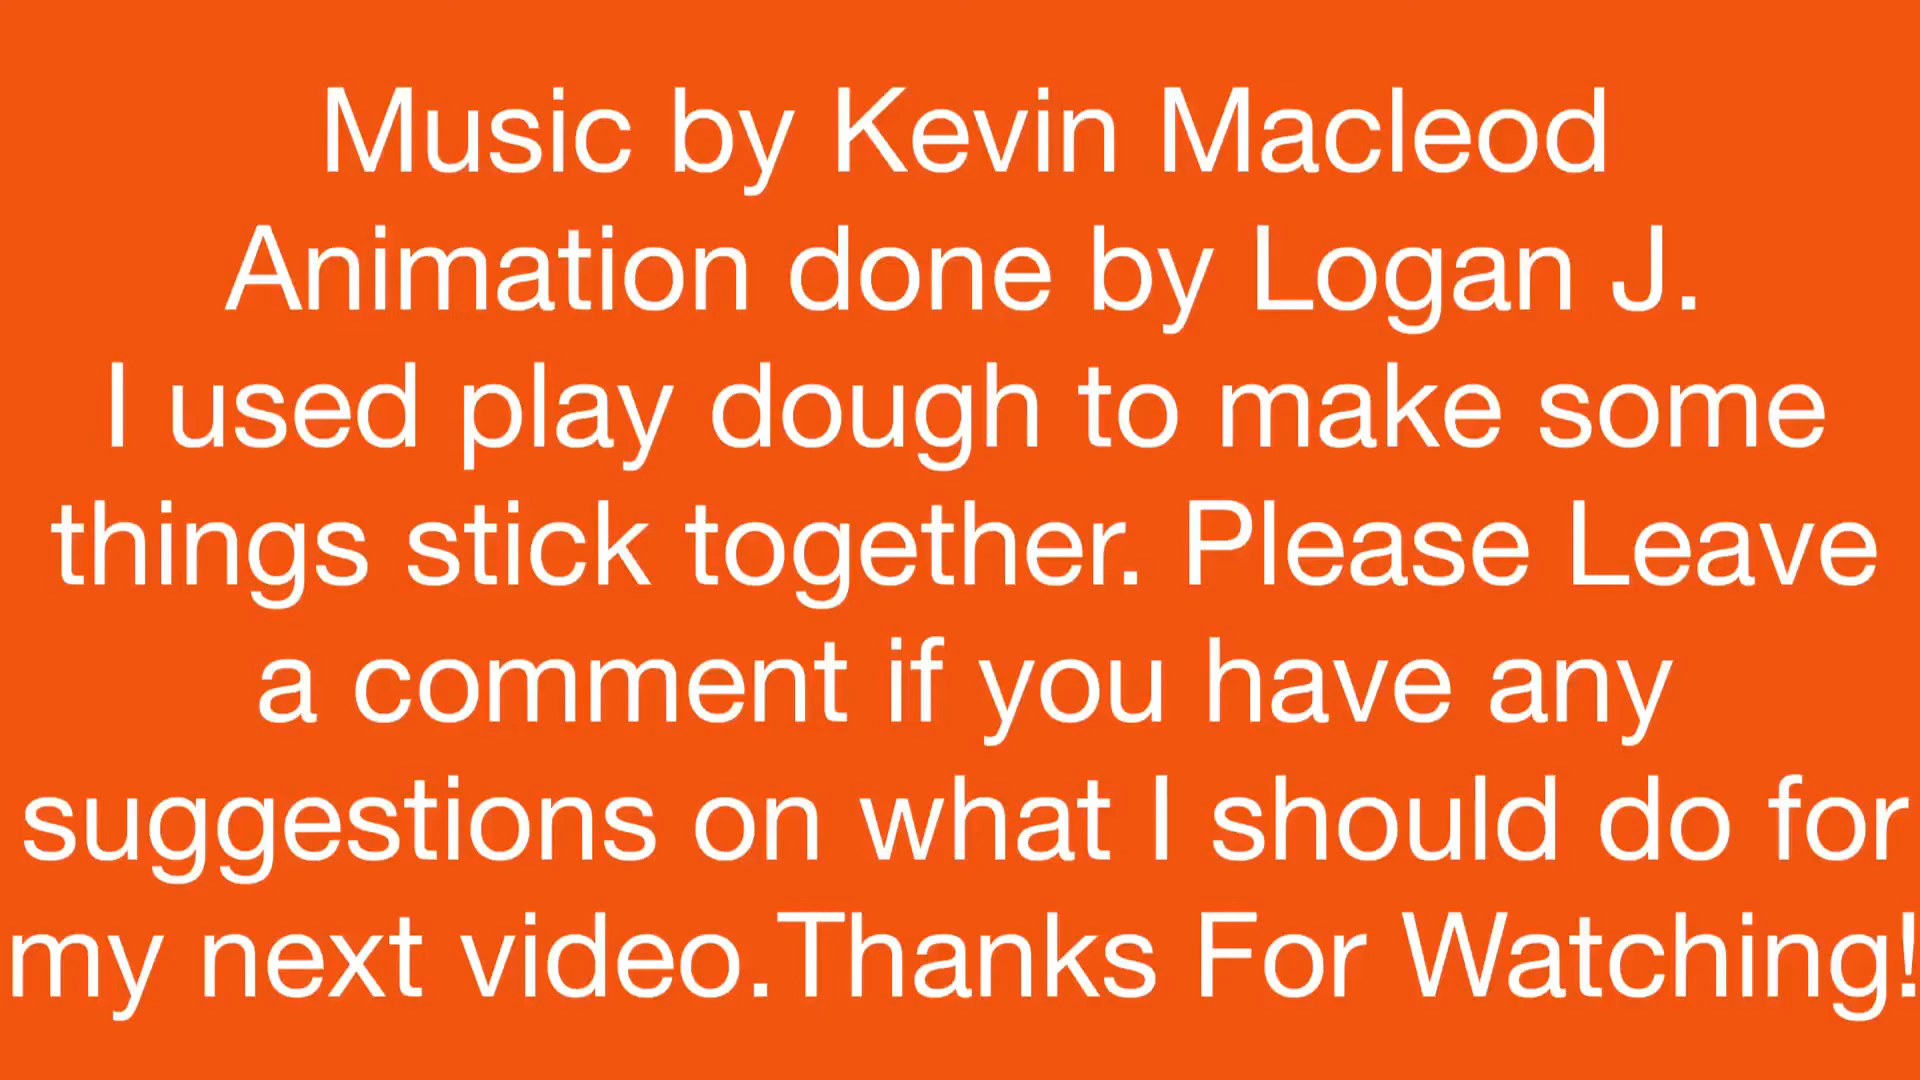 Music by Kevin Macleod
Animation done by Logan J.
I used play dough to make some
things stick together. Please Leave
a comment if you have any
suggestions on what I should do for
my next video.Thanks For Watching!